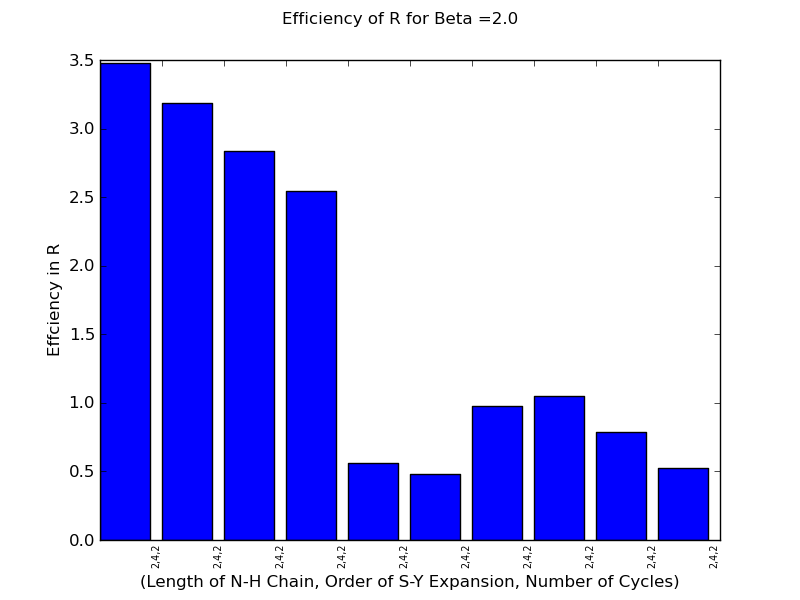 Efficiency of R for Beta =2.0
3.5
3.0
2.5
2.0
1.5
1.0
0.5
0.0
Effciency in R
2,4,2 2,4,2 2,4,2 2,4,2 2,4,2 2,4,2 2,4,2 2,4,2 2,4,2 2,4,2
(Length of N-H Chain, Order of S-Y Expansion, Number of Cycles)